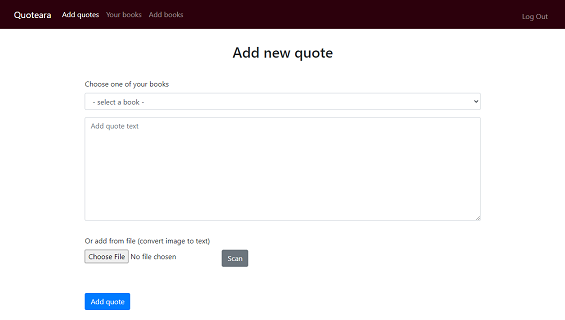 Quoteara Add quotes Your books Add books Log Out
Add new quote
Choose one of your books
- select a book -
Add quote text
Or add from file (convert image to text)
Choose File No file chosen Scan
Add quote